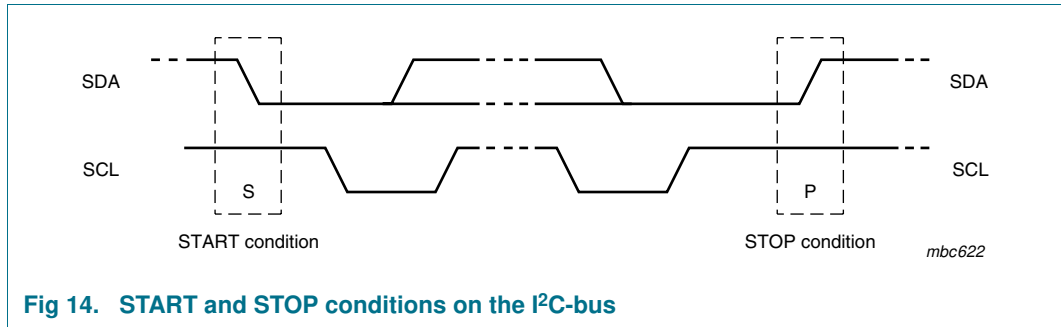 SDA
SDA
SCL
SCL
S
P
START condition
STOP condition
mbc622
Fig 14. START and STOP conditions on the I²C-bus